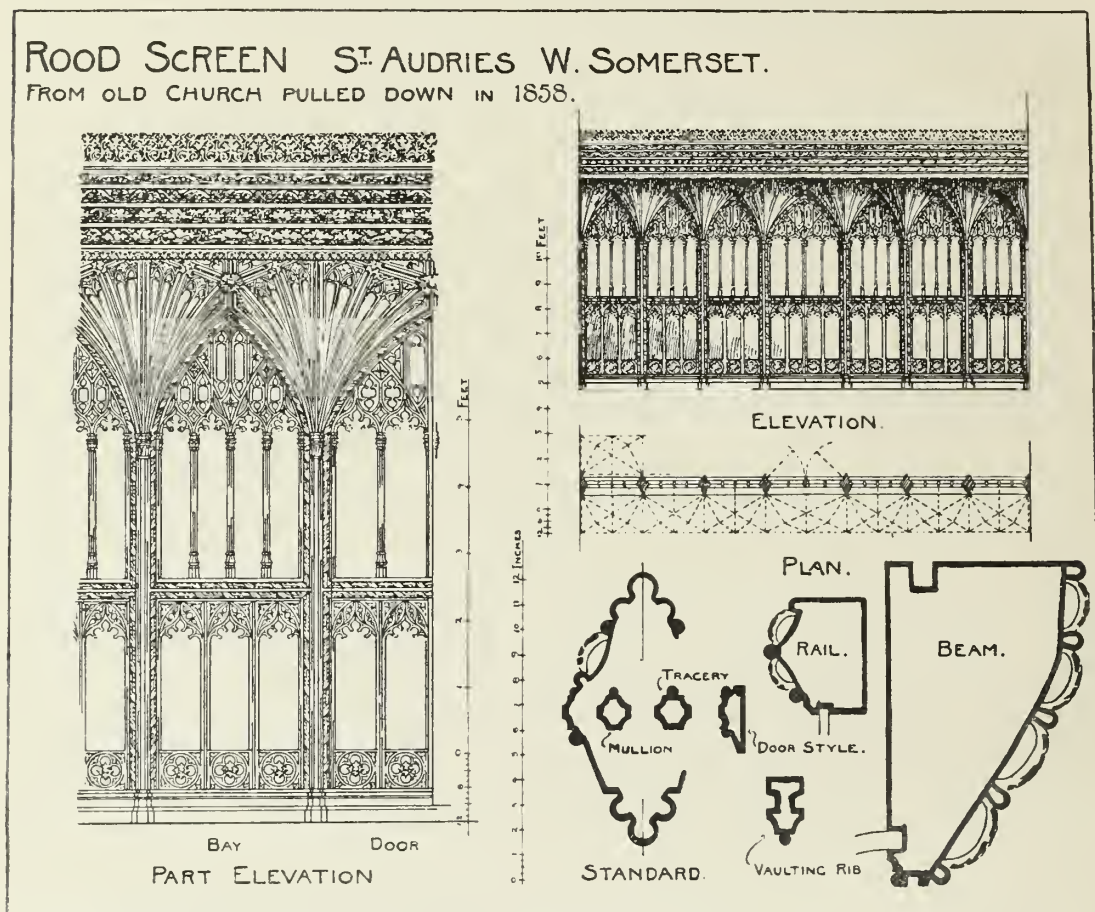 ROOD SCREEN ST. AUDRIES W. SOMERSET.
FROM OLD CHURCH PULLED DOWN IN 1858.
FEET
FEET
ELEVATION.
12 INCHES
PLAN.
RAIL.
BEAM.
TRACERY
MULLION
DOOR STYLE.
BAY
DOOR
PART ELEVATION
STANDARD.
VAULTING RIB